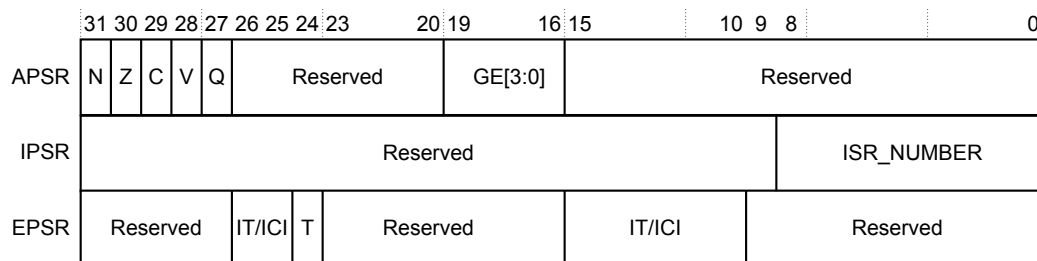 31 30 29 28 27 26 25 24 23 20 19 16 15 10 9 8 0
APSR N Z C V Q Reserved GE[3:0] Reserved
IPSR Reserved ISR_NUMBER
EPSR Reserved IT/ICI T Reserved IT/ICI Reserved